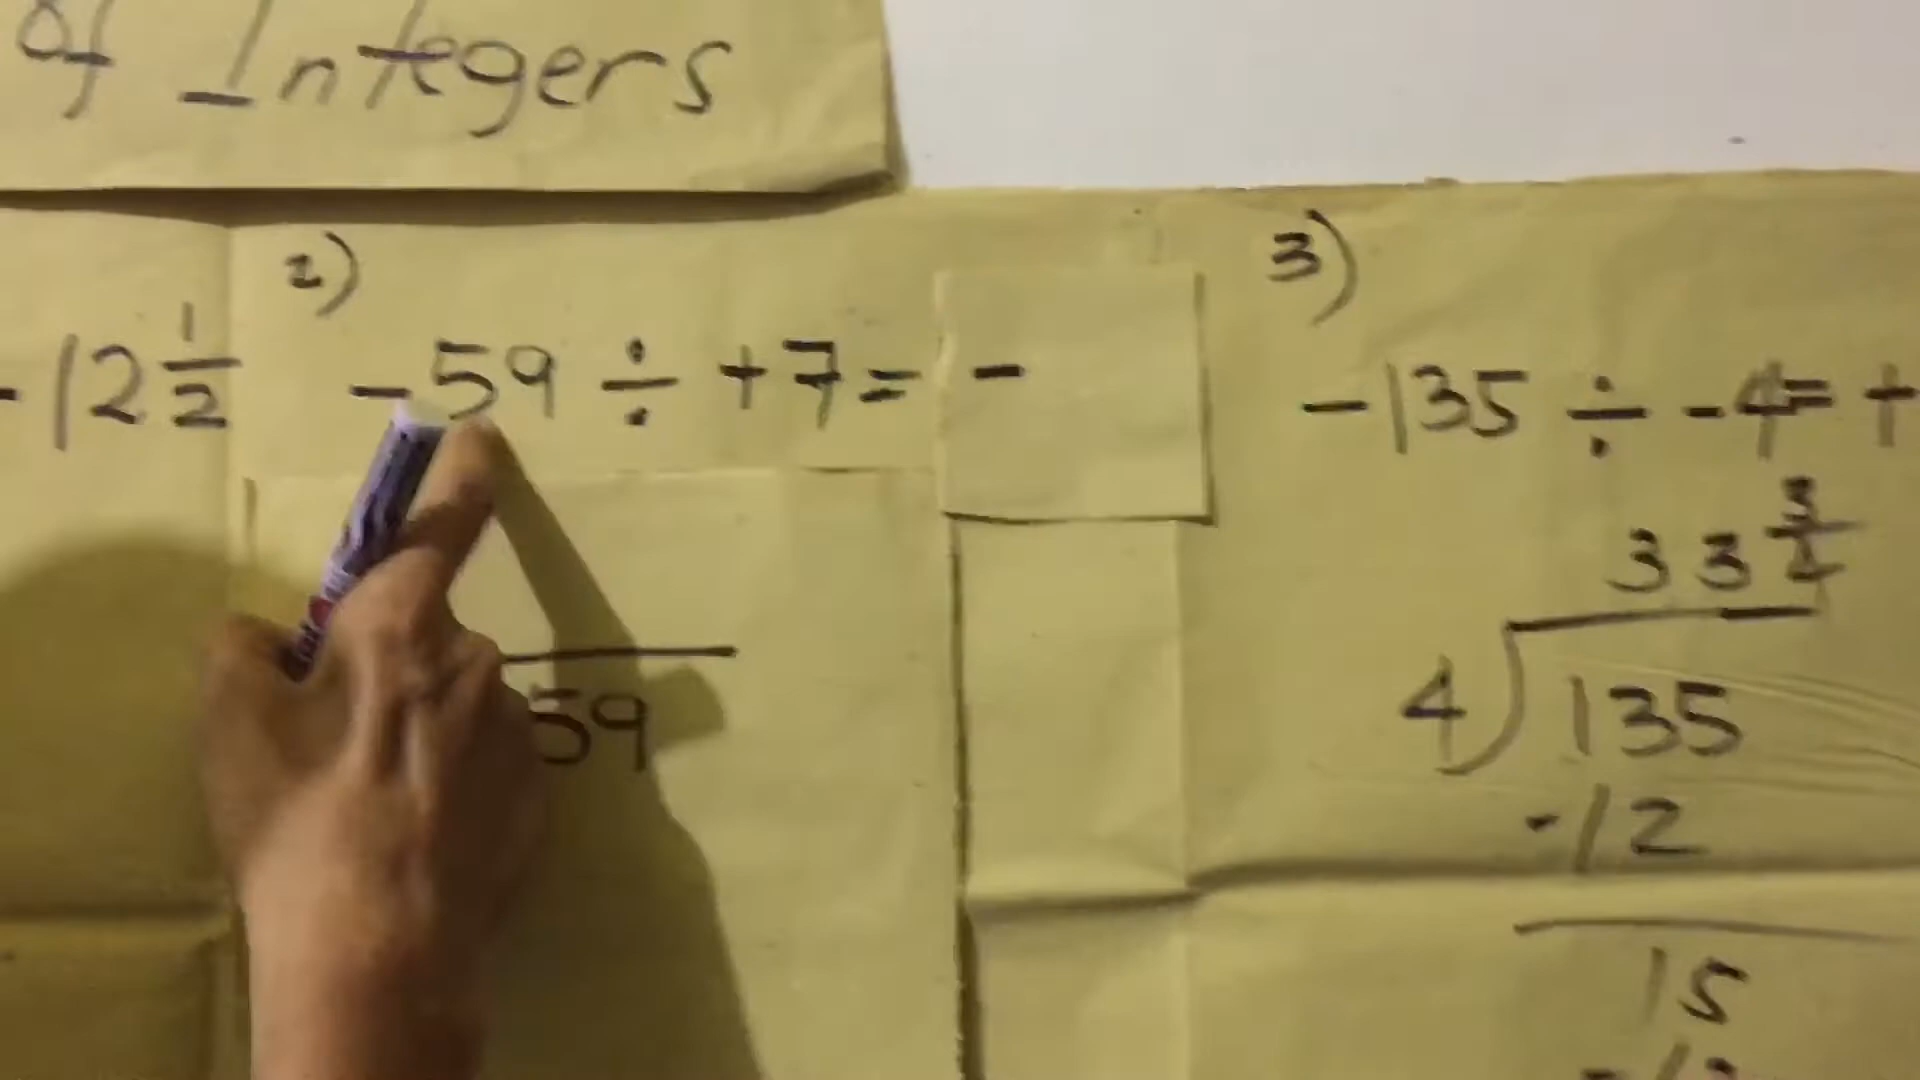 of Integers
-12 1/2
2)
-59 ÷ +7 = -
59
3)
-135 ÷ -4 = +
33 3/4
4)135
-12
15